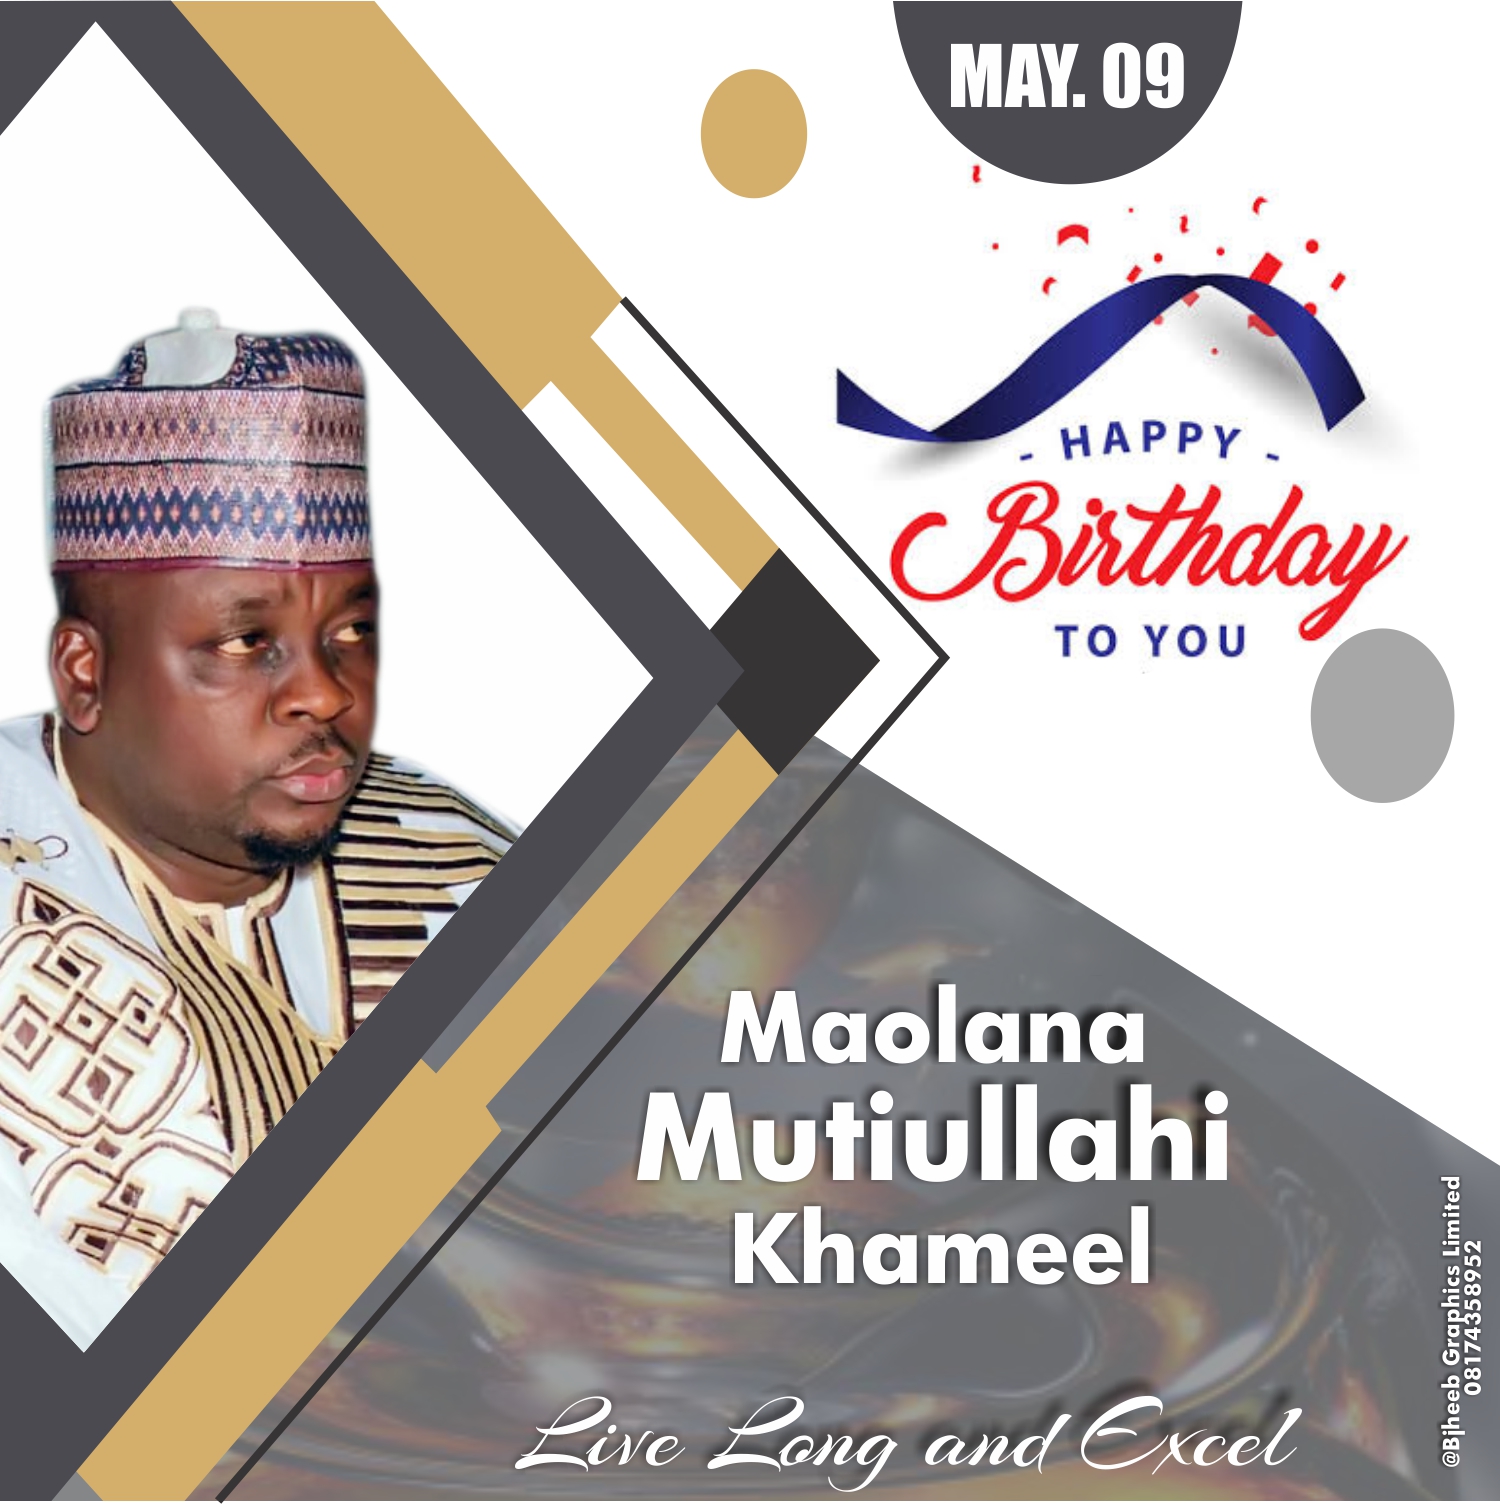 MAY. 09
- HAPPY -
Birthday
TO YOU
Maolana
Mutiullahi
Khameel
Live Long and Excel
@Bjheeb Graphics Limited
08174358952